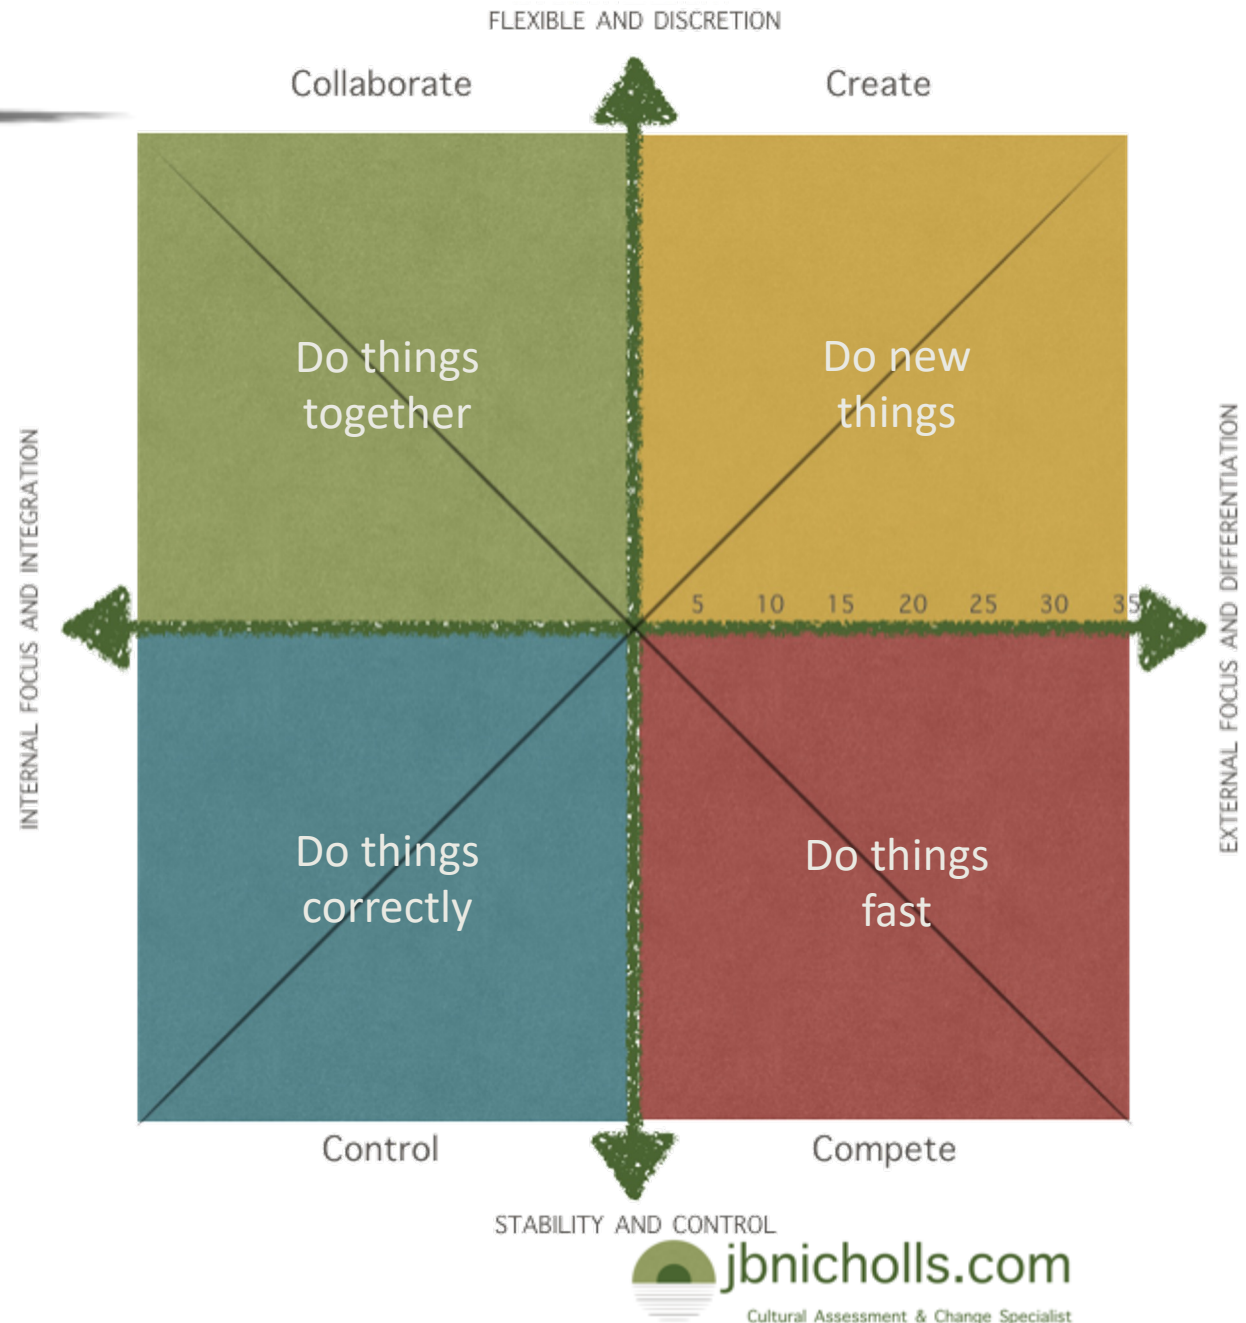 FLEXIBLE AND DISCRETION
Collaborate
Create
Do things
together
Do new
things
INTERNAL FOCUS AND INTEGRATION
EXTERNAL FOCUS AND DIFFERENTIATION
5 10 15 20 25 30 35
Do things
correctly
Do things
fast
Control
Compete
STABILITY AND CONTROL
jbnicholls.com
Cultural Assessment & Change Specialist